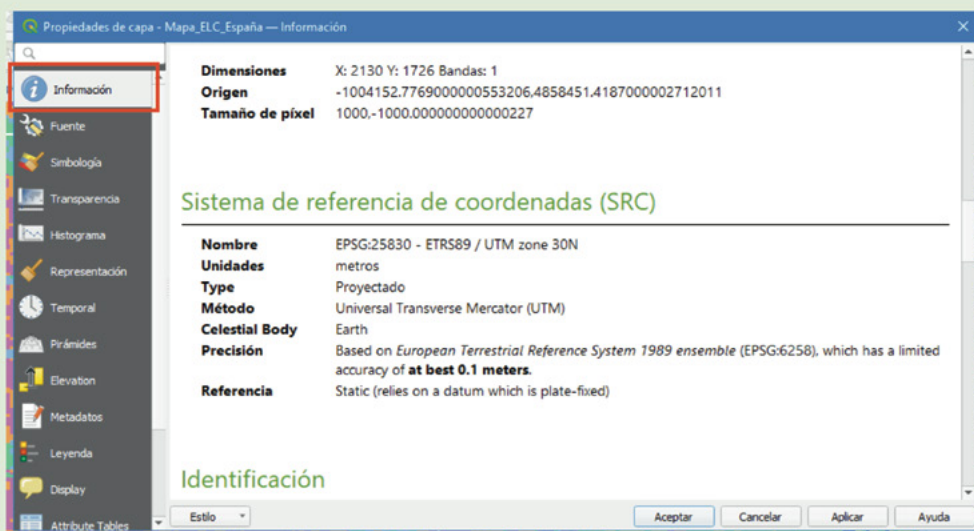 Propiedades de capa - Mapa_ELC_España — Información
Información
Fuente
Simbología
Transparencia
Histograma
Representación
Temporal
Pirámides
Elevation
Metadatos
Leyenda
Display
Attribute Tables
Dimensiones X: 2130 Y: 1726 Bandas: 1
Origen -1004152.7769000000553206,4858451.4187000002712011
Tamaño de píxel 1000,-1000.000000000000227
Sistema de referencia de coordenadas (SRC)
Nombre EPSG:25830 - ETRS89 / UTM zone 30N
Unidades metros
Type Proyectado
Método Universal Transverse Mercator (UTM)
Celestial Body Earth
Precisión Based on European Terrestrial Reference System 1989 ensemble (EPSG:6258), which has a limited
accuracy of at best 0.1 meters.
Referencia Static (relies on a datum which is plate-fixed)
Identificación
Estilo Aceptar Cancelar Aplicar Ayuda